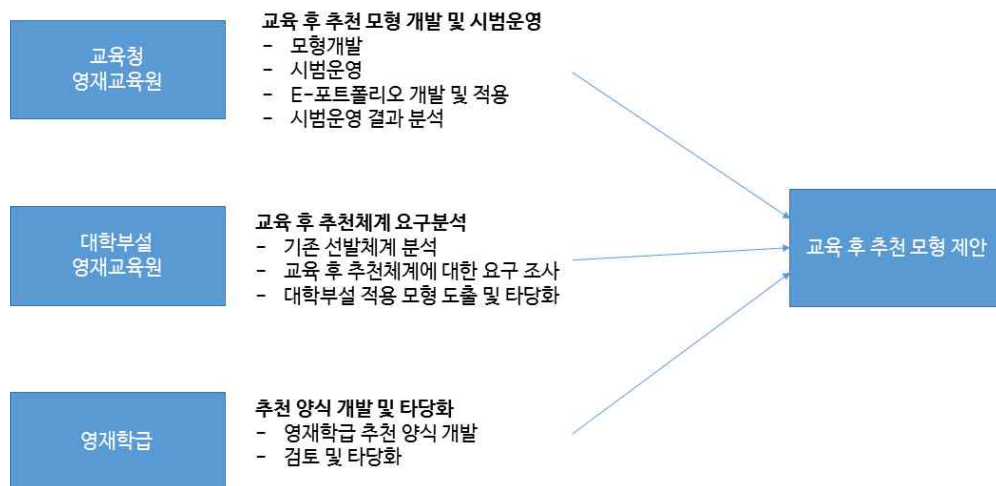 교육청
영재교육원
교육 후 추천 모형 개발 및 시범운영
- 모형개발
- 시범운영
- E-포트폴리오 개발 및 적용
- 시범운영 결과 분석
대학부설
영재교육원
교육 후 추천체계 요구분석
- 기존 선발체계 분석
- 교육 후 추천체계에 대한 요구 조사
- 대학부설 적용 모형 도출 및 타당화
교육 후 추천 모형 제안
영재학급
추천 양식 개발 및 타당화
- 영재학급 추천 양식 개발
- 검토 및 타당화